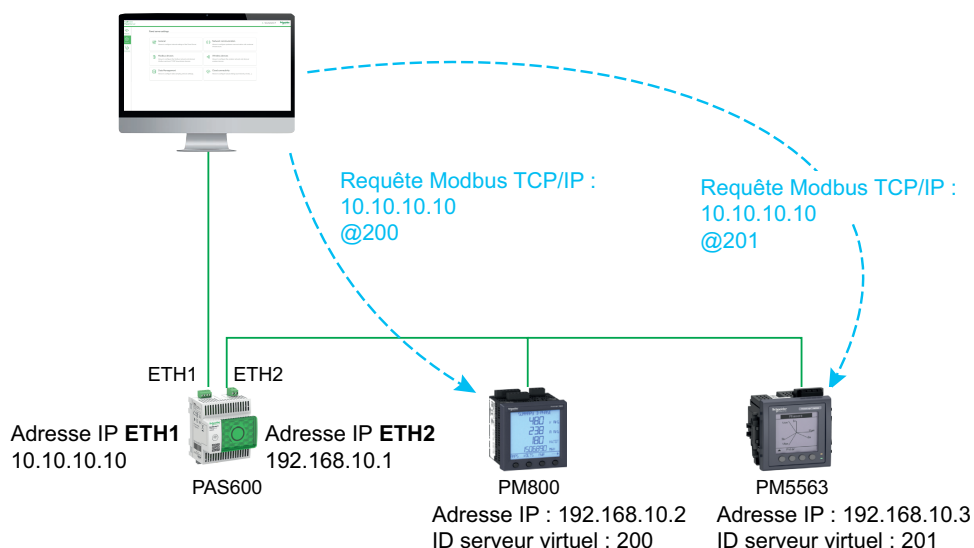 Requête Modbus TCP/IP :
10.10.10.10
@200
Requête Modbus TCP/IP :
10.10.10.10
@201
ETH1
ETH2
Adresse IP ETH1
10.10.10.10
Adresse IP ETH2
192.168.10.1
PAS600
PM800
Adresse IP : 192.168.10.2
ID serveur virtuel : 200
PM5563
Adresse IP : 192.168.10.3
ID serveur virtuel : 201